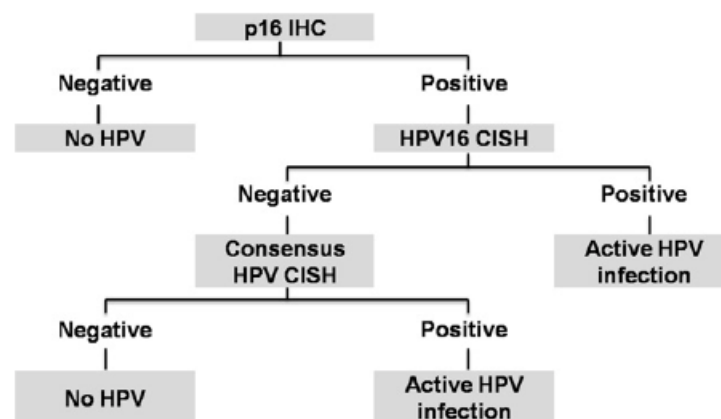 p16 IHC
Negative
Positive
No HPV
HPV16 CISH
Negative
Positive
Consensus
HPV CISH
Active HPV
infection
Negative
Positive
No HPV
Active HPV
infection